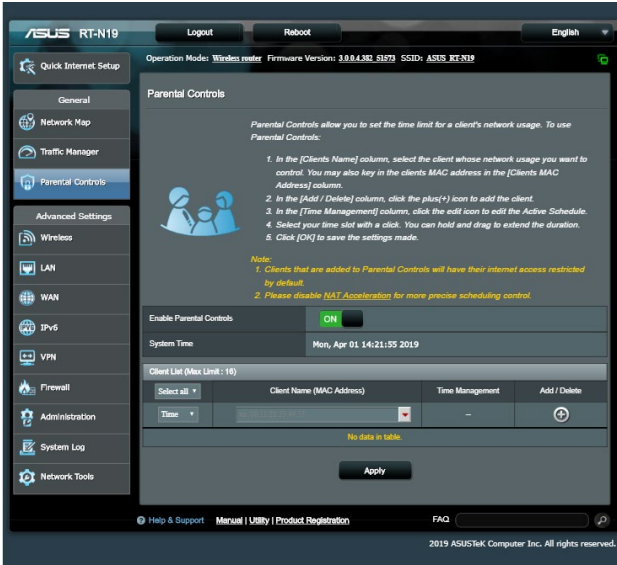 ASUS RT-N19
Logout
Reboot
English
Quick Internet Setup
Operation Mode: Wireless router Firmware Version: 3.0.0.4.382_51573 SSID: ASUS_RT-N19
General
Network Map
Traffic Manager
Parental Controls
Advanced Settings
Wireless
LAN
WAN
IPv6
VPN
Firewall
Administration
System Log
Network Tools
Parental Controls
Parental Controls allow you to set the time limit for a client's network usage. To use
Parental Controls:
1. In the [Clients Name] column, select the client whose network usage you want to
control. You may also key in the clients MAC address in the [Clients MAC
Address] column.
2. In the [Add / Delete] column, click the plus(+) icon to add the client.
3. In the [Time Management] column, click the edit icon to edit the Active Schedule.
4. Select your time slot with a click. You can hold and drag to extend the duration.
5. Click [OK] to save the settings made.
Note:
1. Clients that are added to Parental Controls will have their internet access restricted
by default.
2. Please disable NAT Acceleration for more precise scheduling control.
Enable Parental Controls
ON
System Time
Mon, Apr 01 14:21:55 2019
Client List (Max Limit : 16)
Select all
Client Name (MAC Address)
Time Management
Add / Delete
Time
–
No data in table.
Apply
Help & Support
Manual | Utility | Product Registration
FAQ
2019 ASUSTeK Computer Inc. All rights reserved.